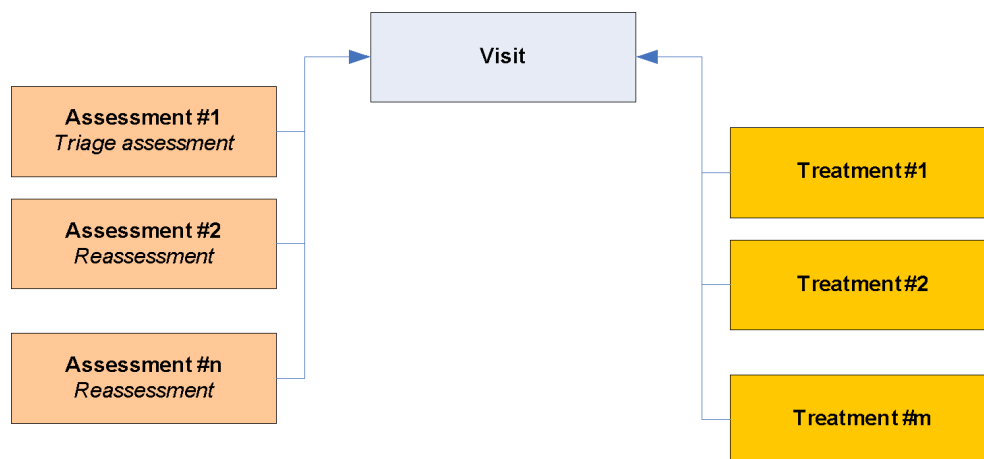 Visit
Assessment #1
Triage assessment
Assessment #2
Reassessment
Assessment #n
Reassessment
Treatment #1
Treatment #2
Treatment #m